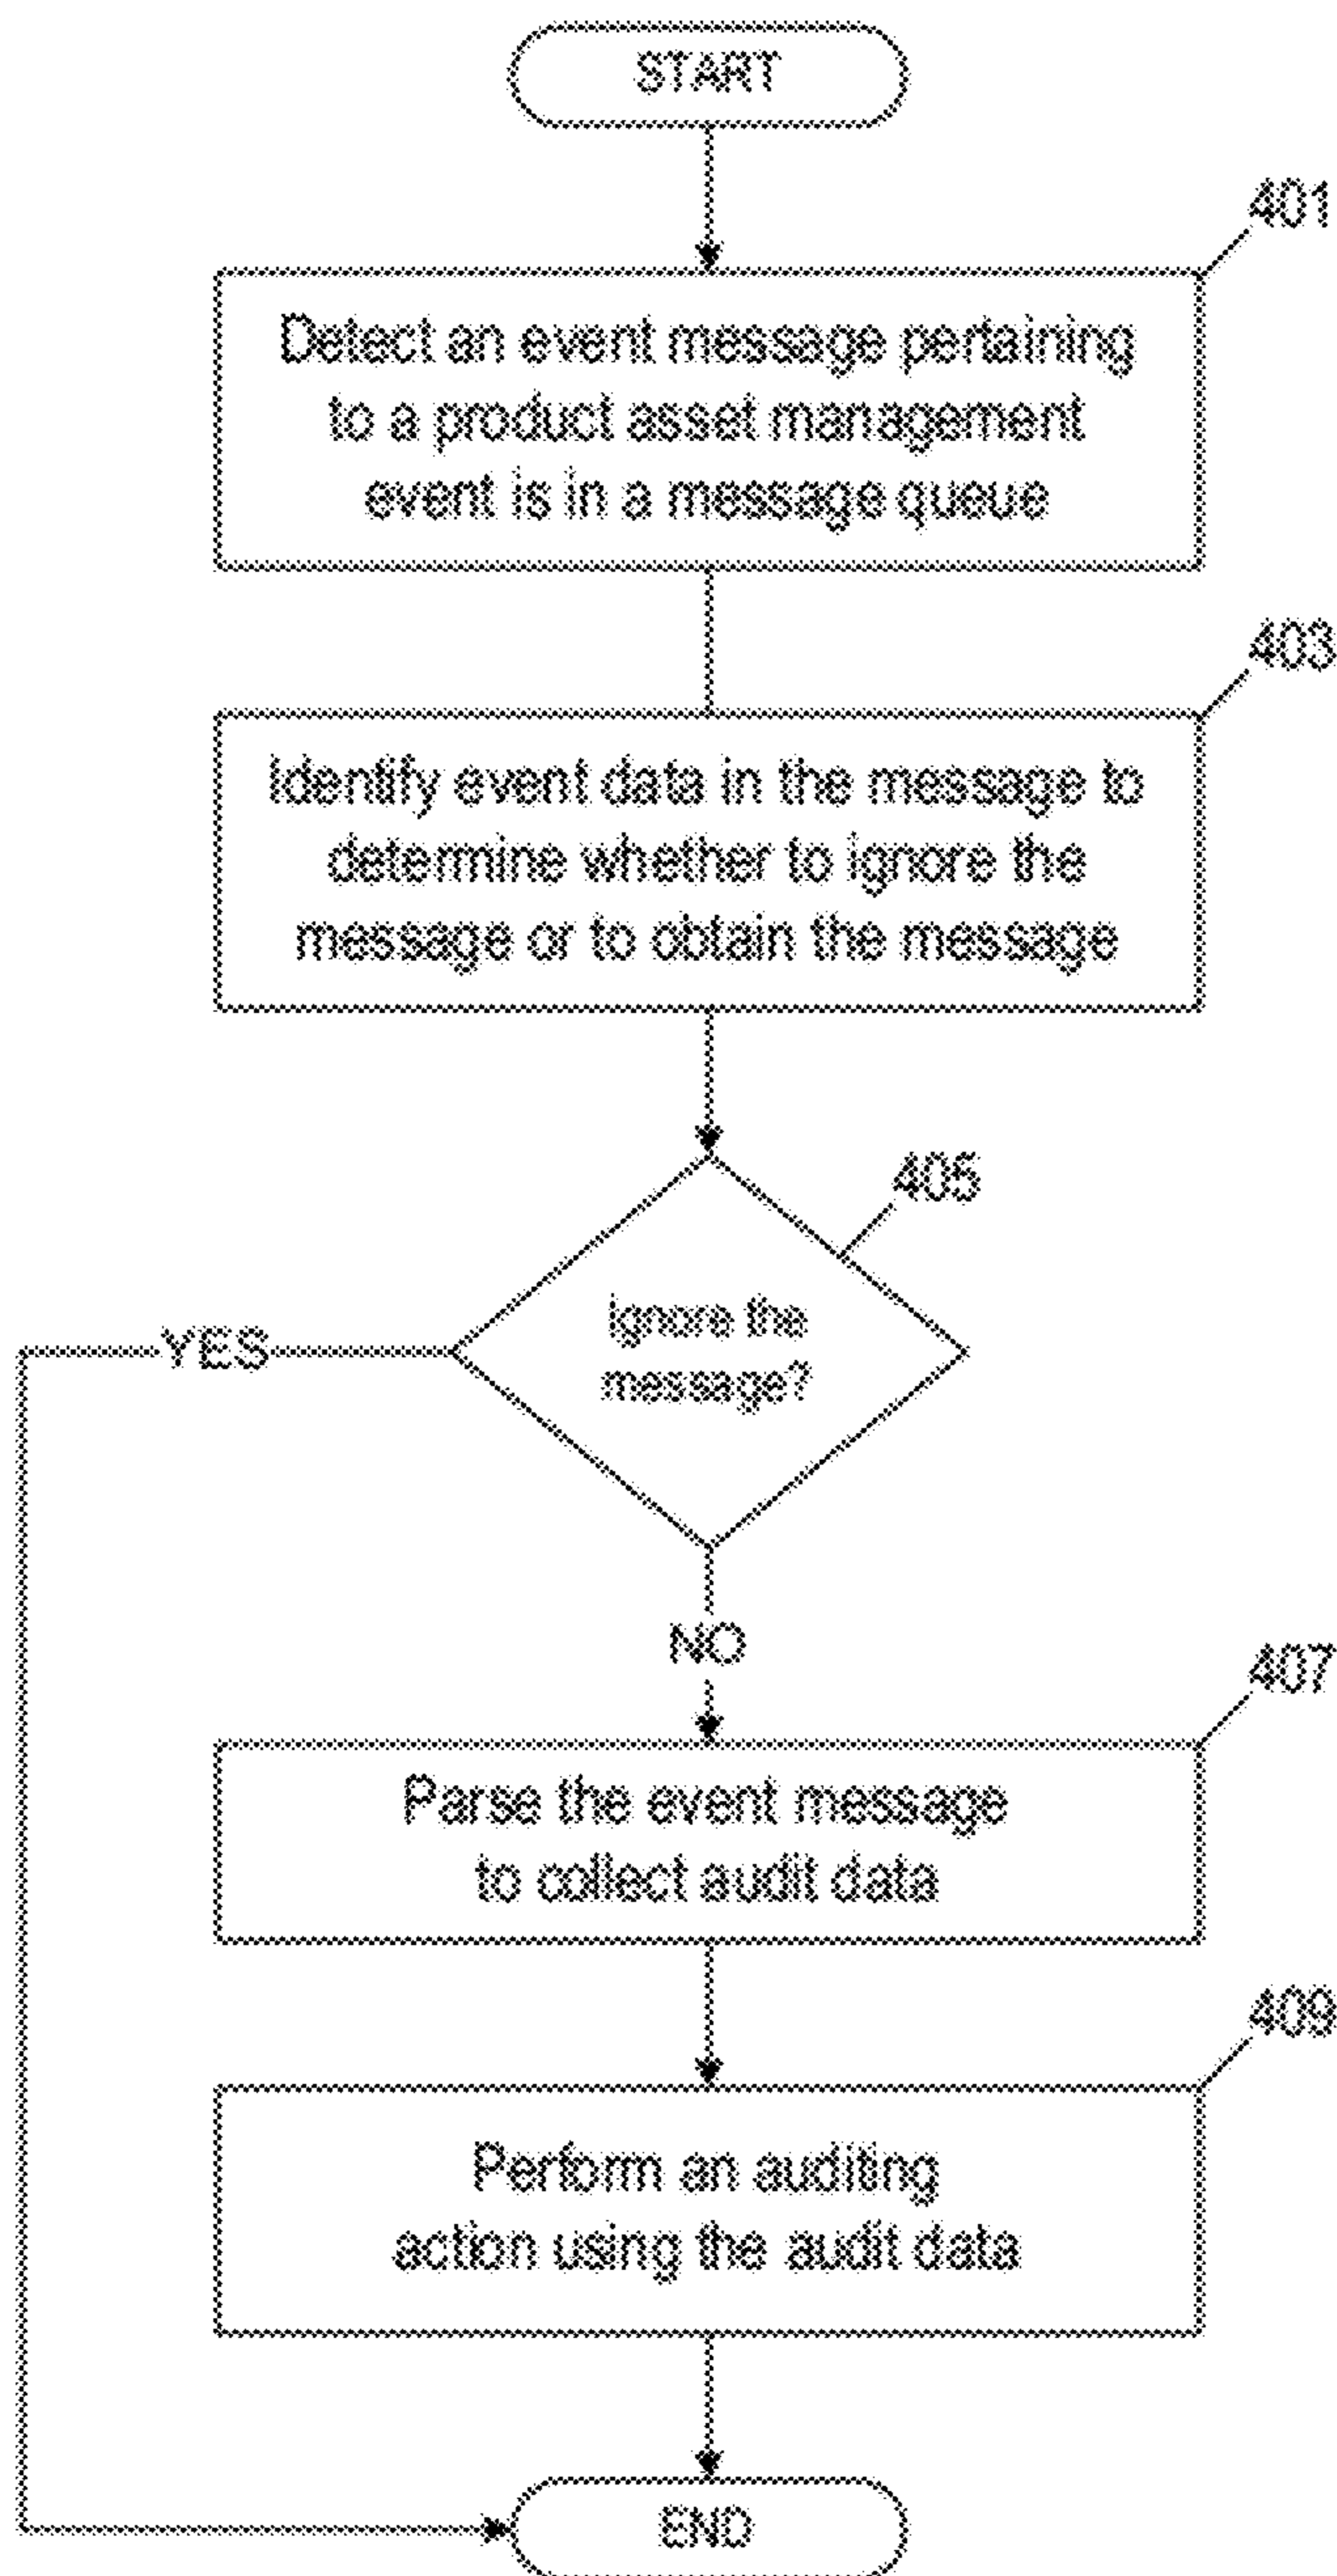 START
401
Detect an event message pertaining
to a product asset management
event is in a message queue
403
Identify event data in the message to
determine whether to ignore the
message or to obtain the message
405
Ignore the
message?
YES
NO
407
Parse the event message
to collect audit data
409
Perform an auditing
action using the audit data
END